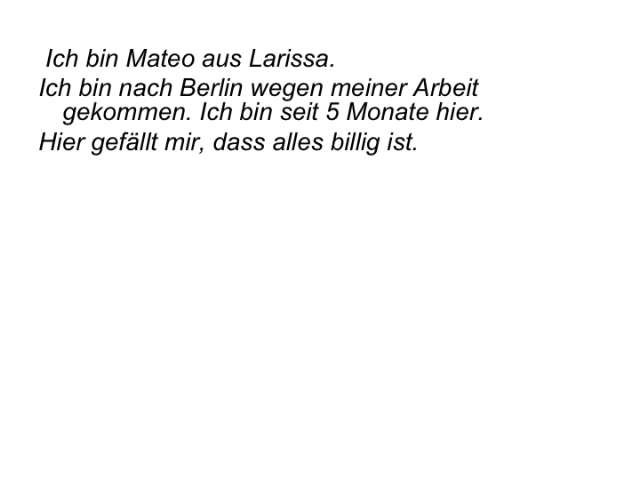 Ich bin Mateo aus Larissa.
Ich bin nach Berlin wegen meiner Arbeit
gekommen. Ich bin seit 5 Monate hier.
Hier gefällt mir, dass alles billig ist.